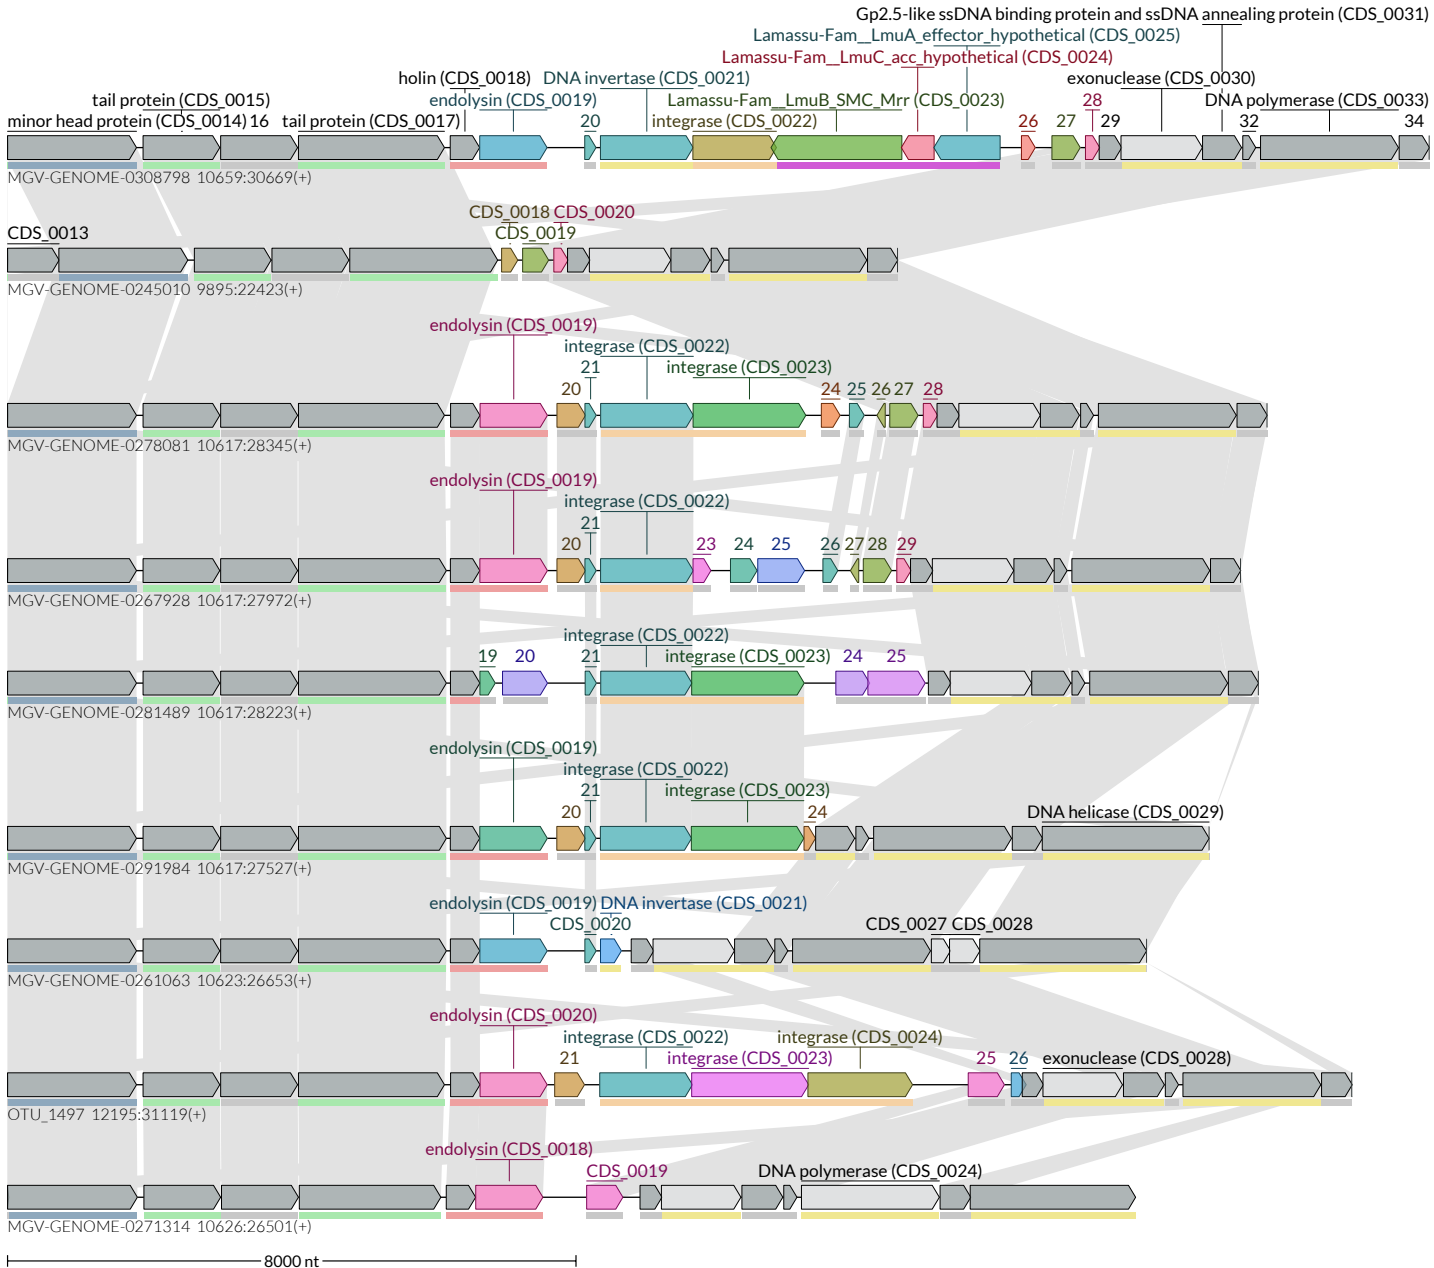 Gp2.5-like ssDNA binding protein and ssDNA annealing protein (CDS_0031)
Lamassu-Fam__LmuA_effector_hypothetical (CDS_0025)
Lamassu-Fam__LmuC_acc_hypothetical (CDS_0024)
holin (CDS_0018) DNA invertase (CDS_0021) exonuclease (CDS_0030)
tail protein (CDS_0015) endolysin (CDS_0019) Lamassu-Fam__LmuB_SMC_Mrr (CDS_0023) 28 DNA polymerase (CDS_0033)
minor head protein (CDS_0014) 16 tail protein (CDS_0017) 20 integrase (CDS_0022) 26 27 29 32 34
MGV-GENOME-0308798 10659:30669(+)
CDS_0018 CDS_0020
CDS_0013 CDS_0019
MGV-GENOME-0245010 9895:22423(+)
endolysin (CDS_0019)
integrase (CDS_0022)
21 integrase (CDS_0023)
20 24 25 26 27 28
MGV-GENOME-0278081 10617:28345(+)
endolysin (CDS_0019)
integrase (CDS_0022)
21
20 23 24 25 26 27 28 29
MGV-GENOME-0267928 10617:27972(+)
integrase (CDS_0022)
19 20 21 integrase (CDS_0023) 24 25
MGV-GENOME-0281489 10617:28223(+)
endolysin (CDS_0019)
integrase (CDS_0022)
21 integrase (CDS_0023)
20 24 DNA helicase (CDS_0029)
MGV-GENOME-0291984 10617:27527(+)
endolysin (CDS_0019) DNA invertase (CDS_0021)
CDS_0020 CDS_0027 CDS_0028
MGV-GENOME-0261063 10623:26653(+)
endolysin (CDS_0020)
integrase (CDS_0022) integrase (CDS_0024)
21 integrase (CDS_0023) 25 26 exonuclease (CDS_0028)
OTU_1497 12195:31119(+)
endolysin (CDS_0018)
CDS_0019 DNA polymerase (CDS_0024)
MGV-GENOME-0271314 10626:26501(+)
8000 nt